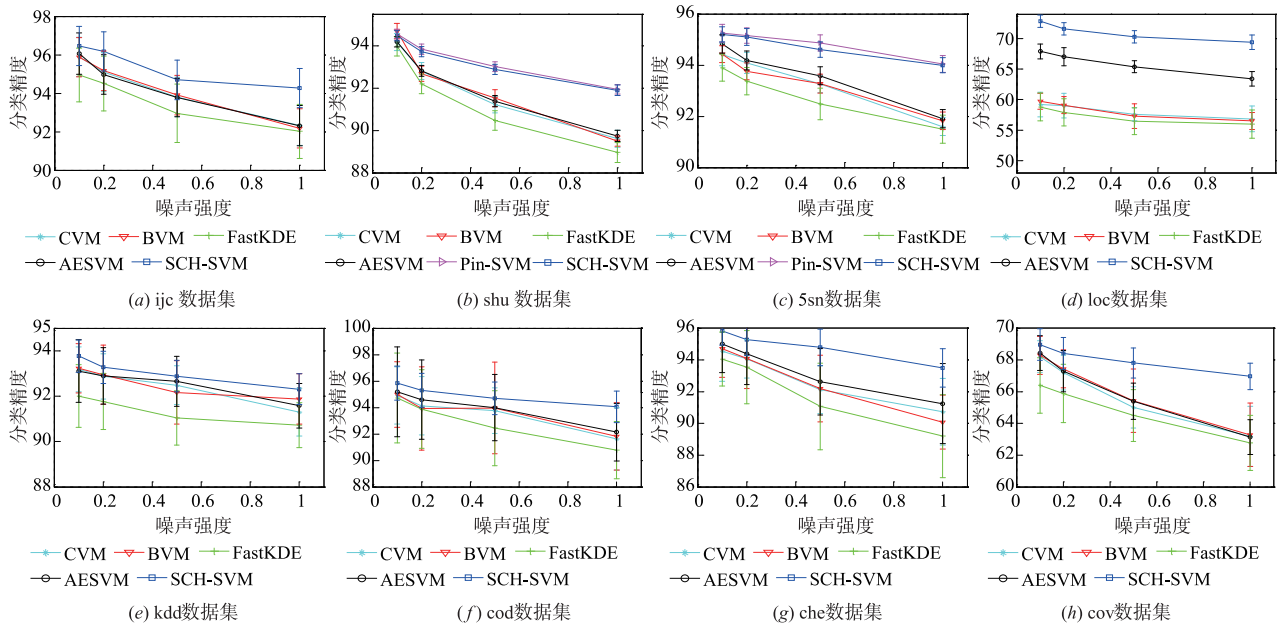 98
96
94
92
90
分类精度
0 0.2 0.4 0.6 0.8 1
噪声强度
CVM BVM FastKDE
AESVM SCH-SVM
(a) ijc 数据集
94
92
90
88
分类精度
0 0.2 0.4 0.6 0.8 1
噪声强度
CVM BVM FastKDE
AESVM Pin-SVM SCH-SVM
(b) shu 数据集
96
94
92
90
分类精度
0 0.2 0.4 0.6 0.8 1
噪声强度
CVM BVM FastKDE
AESVM Pin-SVM SCH-SVM
(c) 5sn数据集
70
65
60
55
50
分类精度
0 0.2 0.4 0.6 0.8 1
噪声强度
CVM BVM FastKDE
AESVM SCH-SVM
(d) loc数据集
95
93
91
90
88
分类精度
0 0.2 0.4 0.6 0.8 1
噪声强度
CVM BVM FastKDE
AESVM SCH-SVM
(e) kdd数据集
100
98
96
94
92
90
88
分类精度
0 0.2 0.4 0.6 0.8 1
噪声强度
CVM BVM FastKDE
AESVM SCH-SVM
(f) cod数据集
96
94
92
90
88
86
分类精度
0 0.2 0.4 0.6 0.8 1
噪声强度
CVM BVM FastKDE
AESVM SCH-SVM
(g) che数据集
70
68
66
64
62
60
分类精度
0 0.2 0.4 0.6 0.8 1
噪声强度
CVM BVM FastKDE
AESVM SCH-SVM
(h) cov数据集